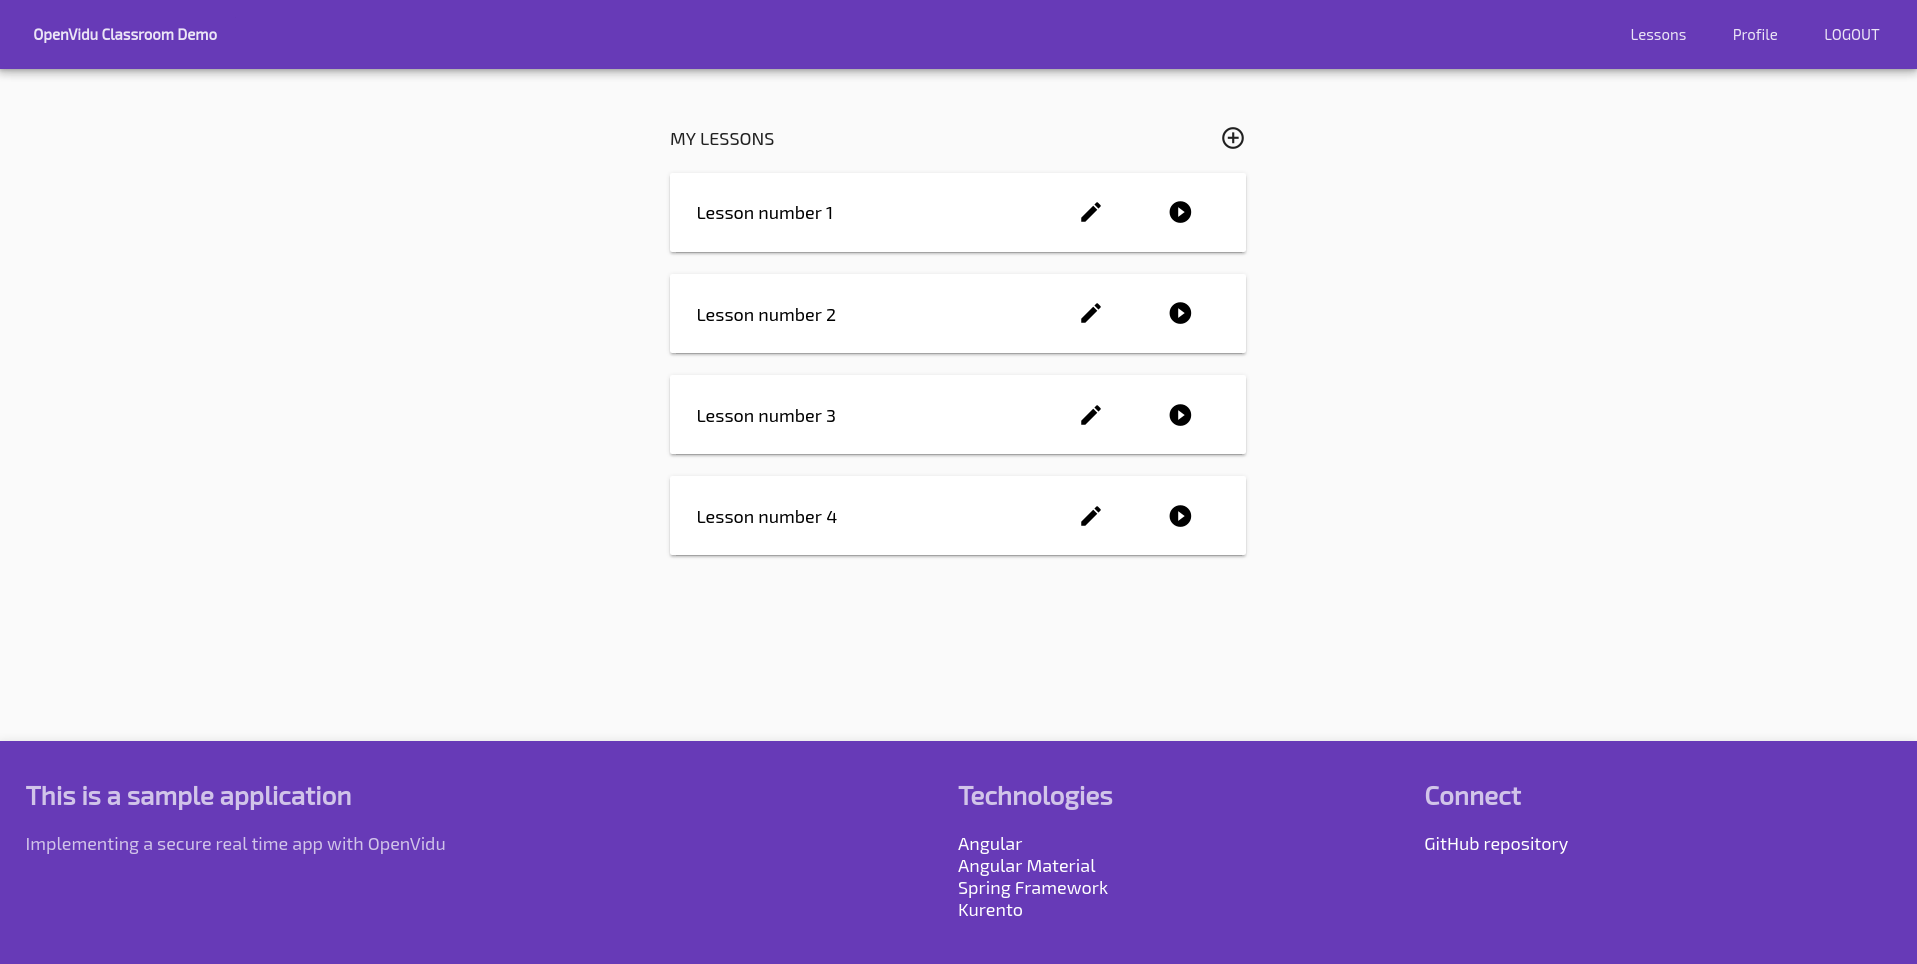 OpenVidu Classroom Demo
Lessons
Profile
LOGOUT
MY LESSONS
Lesson number 1
Lesson number 2
Lesson number 3
Lesson number 4
This is a sample application
Implementing a secure real time app with OpenVidu
Technologies
Angular
Angular Material
Spring Framework
Kurento
Connect
GitHub repository